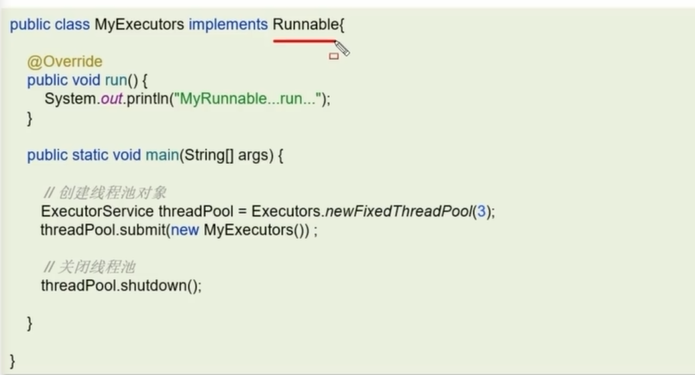 public class MyExecutors implements Runnable{
@Override
public void run() {
System.out.println("MyRunnable...run...");
}
public static void main(String[] args) {
// 创建线程池对象
ExecutorService threadPool = Executors.newFixedThreadPool(3);
threadPool.submit(new MyExecutors()) ;
// 关闭线程池
threadPool.shutdown();
}
}